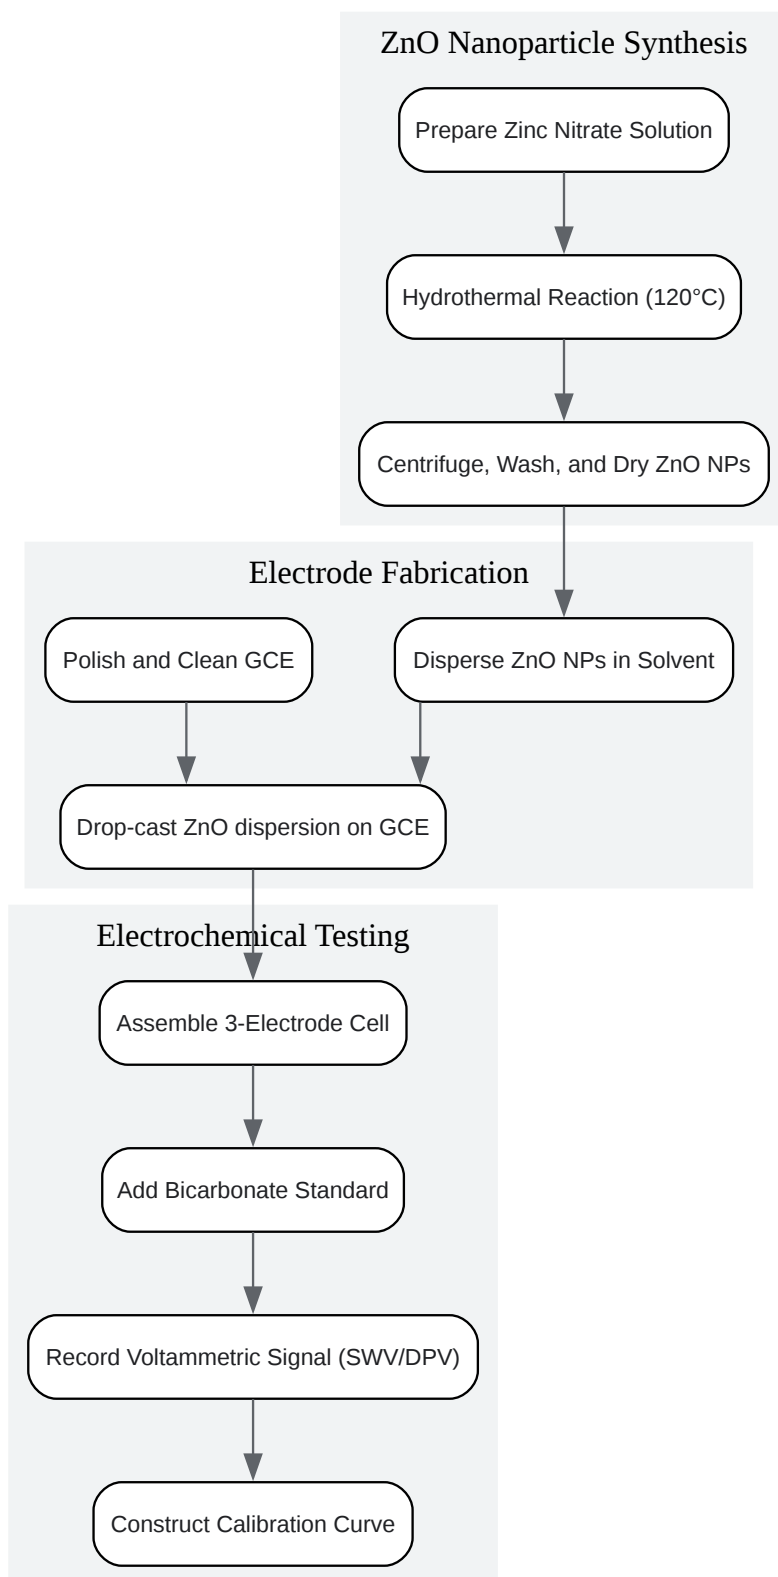 ZnO Nanoparticle Synthesis
Prepare Zinc Nitrate Solution
Hydrothermal Reaction (120°C)
Centrifuge, Wash, and Dry ZnO NPs
Electrode Fabrication
Polish and Clean GCE
Disperse ZnO NPs in Solvent
Drop-cast ZnO dispersion on GCE
Electrochemical Testing
Assemble 3-Electrode Cell
Add Bicarbonate Standard
Record Voltammetric Signal (SWV/DPV)
Construct Calibration Curve